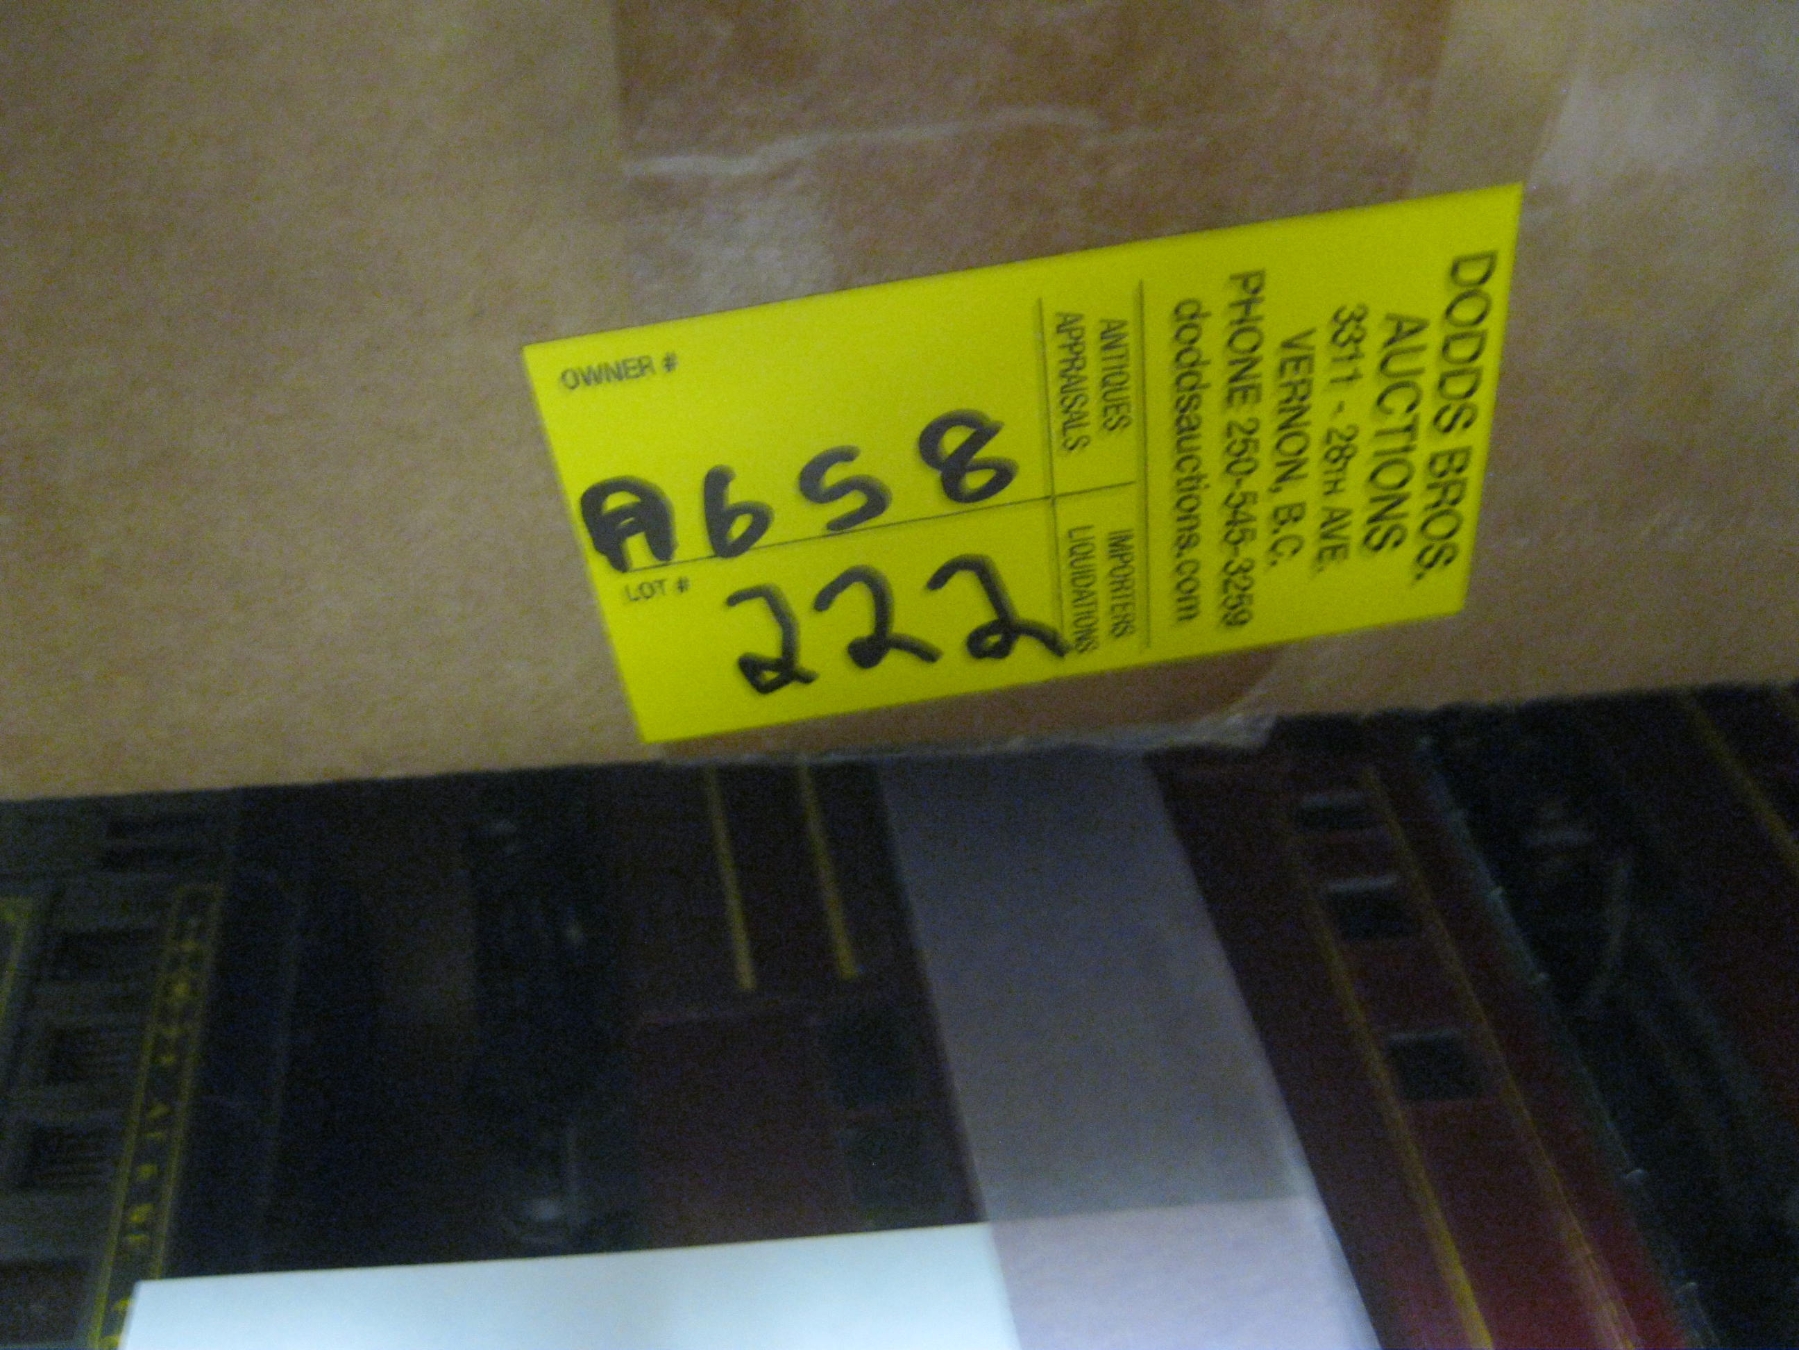 DODDS BROS.
AUCTIONS
3311 - 28TH AVE.
VERNON, B.C.
PHONE 250-545-3259
doddsauctions.com
ANTIQUES
APPRAISALS
IMPORTERS
LIQUIDATIONS
OWNER #
A658
LOT #
222